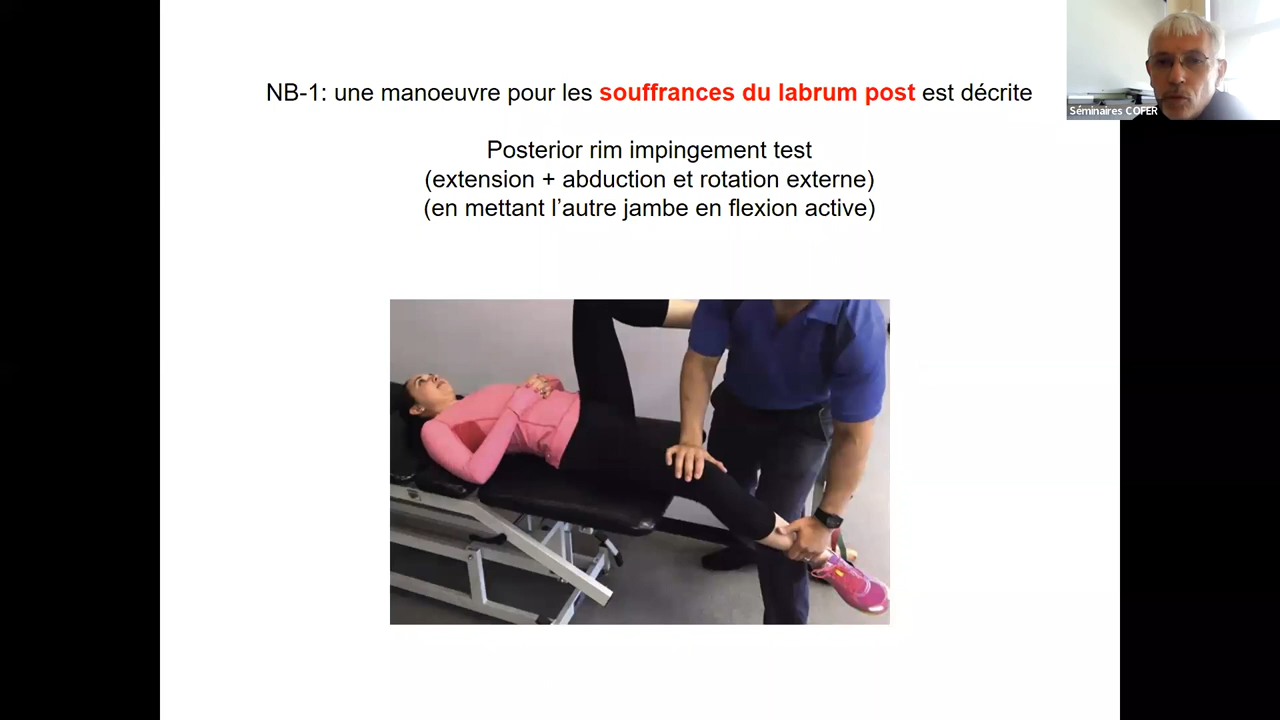 NB-1: une manoeuvre pour les souffrances du labrum post est décrite
Posterior rim impingement test
(extension + abduction et rotation externe)
(en mettant l'autre jambe en flexion active)
Séminaires COFER